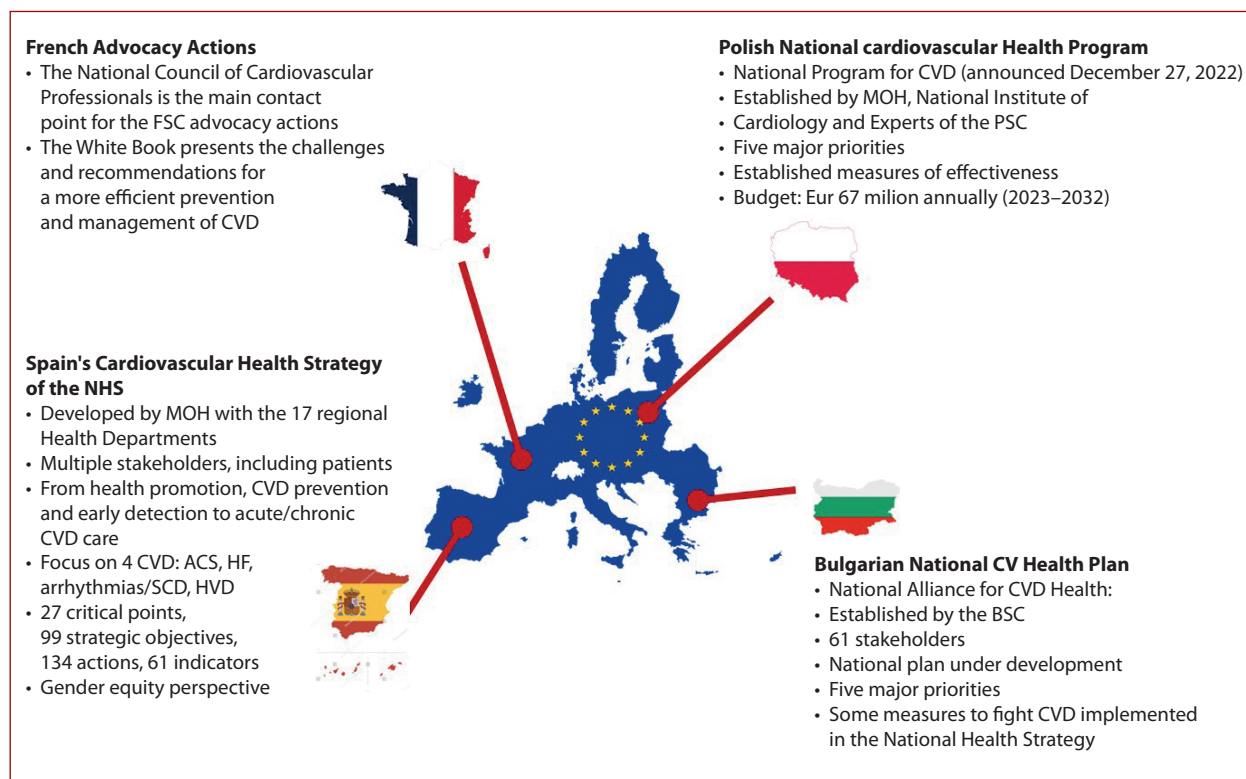 French Advocacy Actions
• The National Council of Cardiovascular
Professionals is the main contact
point for the FSC advocacy actions
• The White Book presents the challenges
and recommendations for
a more efficient prevention
and management of CVD
Polish National cardiovascular Health Program
• National Program for CVD (announced December 27, 2022)
• Established by MOH, National Institute of
• Cardiology and Experts of the PSC
• Five major priorities
• Established measures of effectiveness
• Budget: Eur 67 milion annually (2023–2032)
Spain's Cardiovascular Health Strategy
of the NHS
• Developed by MOH with the 17 regional
Health Departments
• Multiple stakeholders, including patients
• From health promotion, CVD prevention
and early detection to acute/chronic
CVD care
• Focus on 4 CVD: ACS, HF,
arrhythmias/SCD, HVD
• 27 critical points,
99 strategic objectives,
134 actions, 61 indicators
• Gender equity perspective
Bulgarian National CV Health Plan
• National Alliance for CVD Health:
• Established by the BSC
• 61 stakeholders
• National plan under development
• Five major priorities
• Some measures to fight CVD implemented
in the National Health Strategy